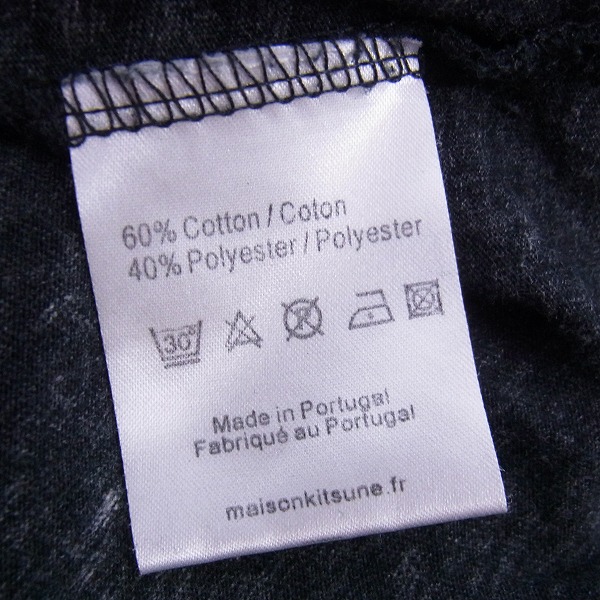 60% Cotton / Coton
40% Polyester / Polyester
30°
Made in Portugal
Fabriqué au Portugal
maisonkitsune.fr